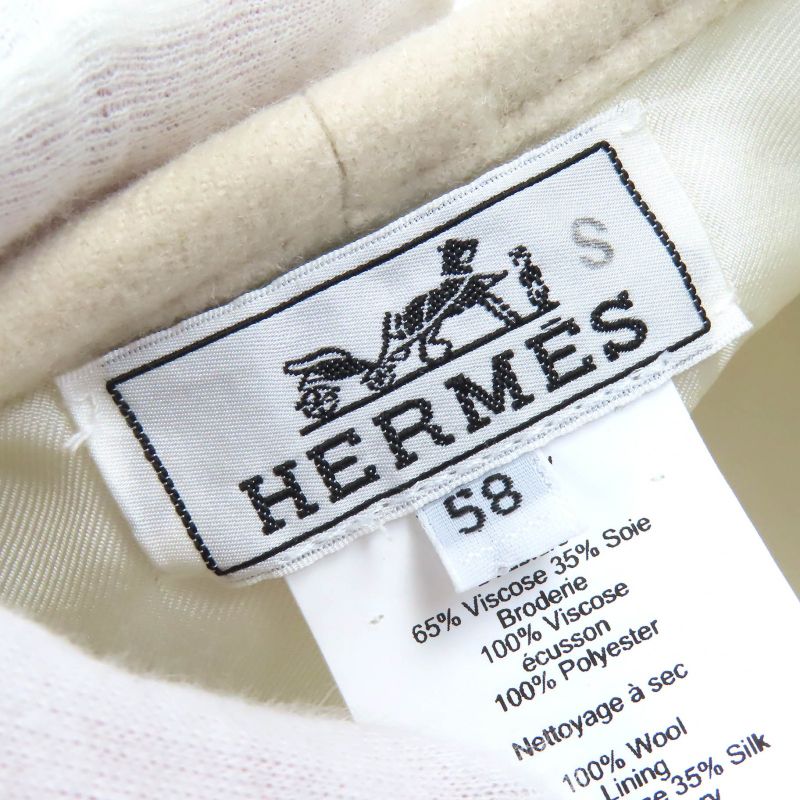 S
HERMÈS
58
65% Viscose 35% Soie
Broderie
100% Viscose
écusson
100% Polyester
Nettoyage à sec
100% Wool
Lining
35% Silk